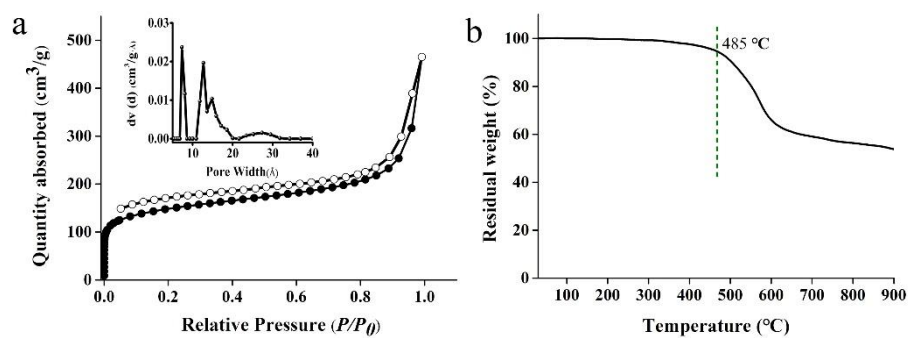 a
Quantity absorbed (cm³/g)
500
400
300
200
100
0
0.0 0.2 0.4 0.6 0.8 1.0
Relative Pressure (P/P₀)
dv (d) (cm³/g·Å)
0.03
0.02
0.01
0.00
10 20 30 40
Pore Width(Å)
b
485 °C
Residual weight (%)
100
80
60
40
20
0
100 200 300 400 500 600 700 800 900
Temperature (°C)